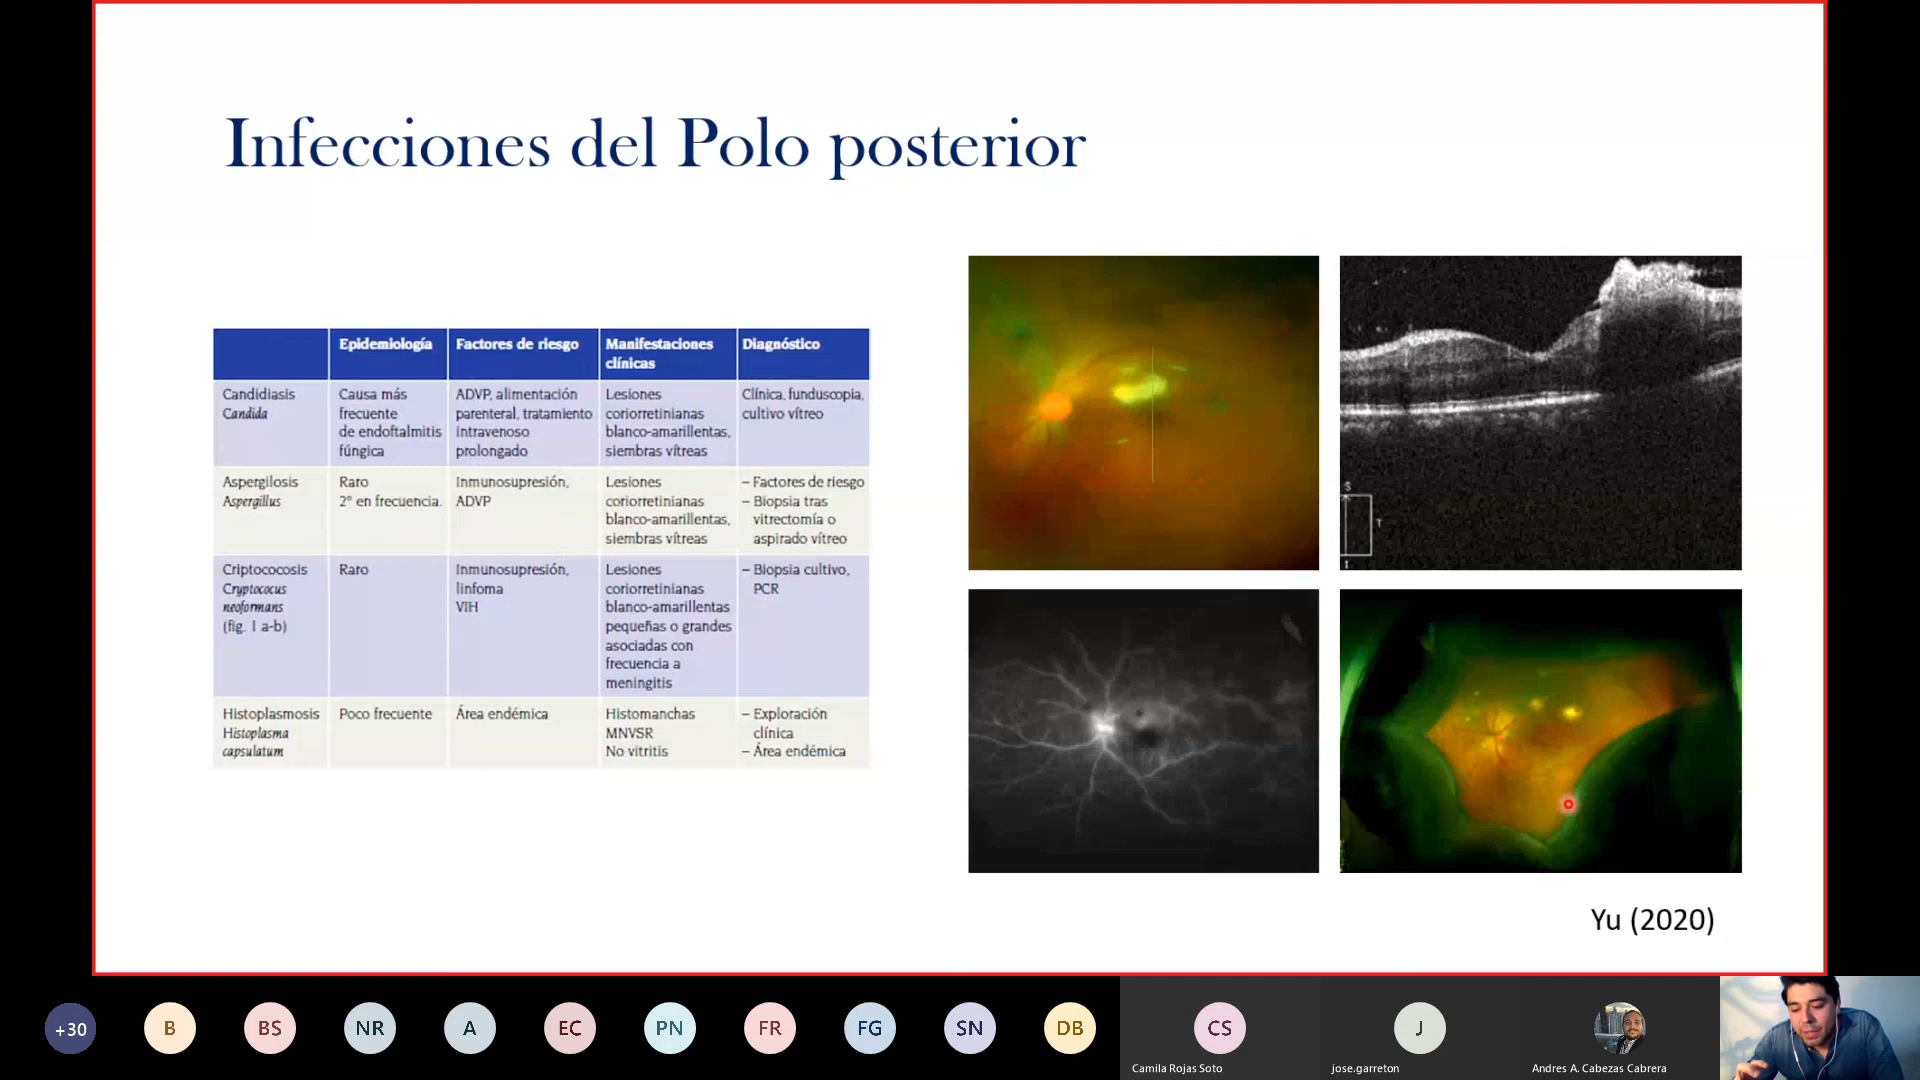 Infecciones del Polo posterior
Epidemiología Factores de riesgo Manifestaciones clínicas Diagnóstico
Candidiasis
Candida
Causa más
frecuente
de endoftalmitis
fúngica
ADVP, alimentación
parenteral, tratamiento
intravenoso
prolongado
Lesiones
coriorretinianas
blanco-amarillentas,
siembras vítreas
Clínica, funduscopia,
cultivo vítreo
Aspergilosis
Aspergillus
Raro
2º en frecuencia.
Inmunosupresión,
ADVP
Lesiones
coriorretinianas
blanco-amarillentas,
siembras vítreas
– Factores de riesgo
– Biopsia tras
vitrectomía o
aspirado vítreo
Criptococosis
Cryptococus
neoformans
(fig. 1 a-b)
Raro
Inmunosupresión,
linfoma
VIH
Lesiones
coriorretinianas
blanco-amarillentas
pequeñas o grandes
asociadas con
frecuencia a
meningitis
– Biopsia cultivo,
PCR
Histoplasmosis
Histoplasma
capsulatum
Poco frecuente
Área endémica
Histomanchas
MNVSR
No vitritis
– Exploración
clínica
– Área endémica
S
T
I
Yu (2020)
+30
B
BS
NR
A
EC
PN
FR
FG
SN
DB
CS
Camila Rojas Soto
J
jose.garreton
Andres A. Cabezas Cabrera